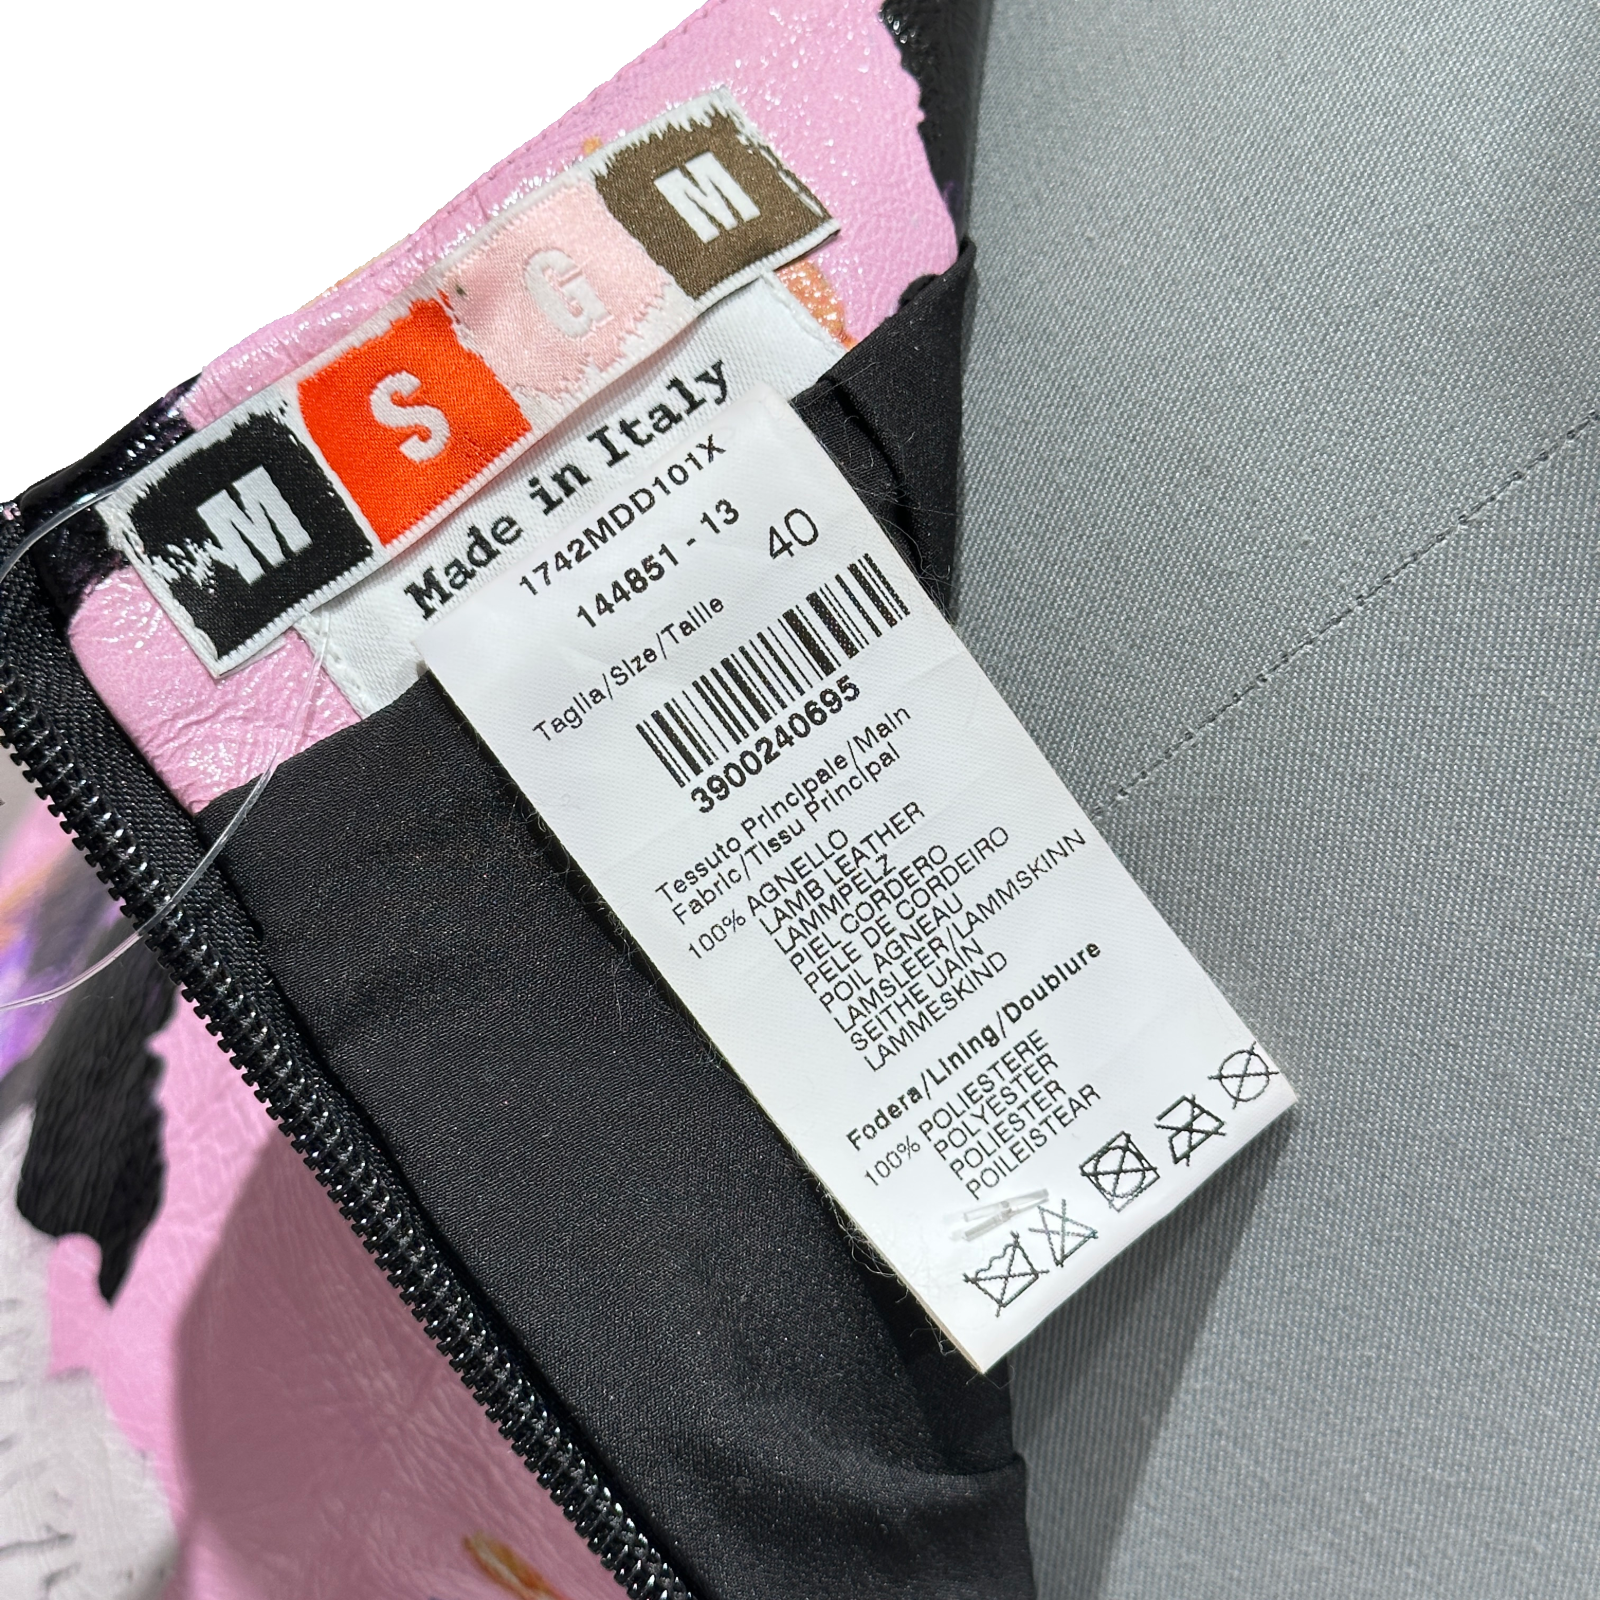 M S G M
Made in Italy
1742MDD101X
144851 - 13
Taglia/Size/Taille 40
3900240695
Tessuto Principale/Main
Fabric/Tissu Principal
100% AGNELLO
LAMB LEATHER
LAMMPELZ
PIEL CORDERO
PELE DE CORDEIRO
POIL AGNEAU
LAMSLEER/LAMMSKINN
SEITHE UAIN
LAMMESKIND
Fodera/Lining/Doublure
100% POLIESTERE
POLYESTER
POLIESTER
POILEISTEAR